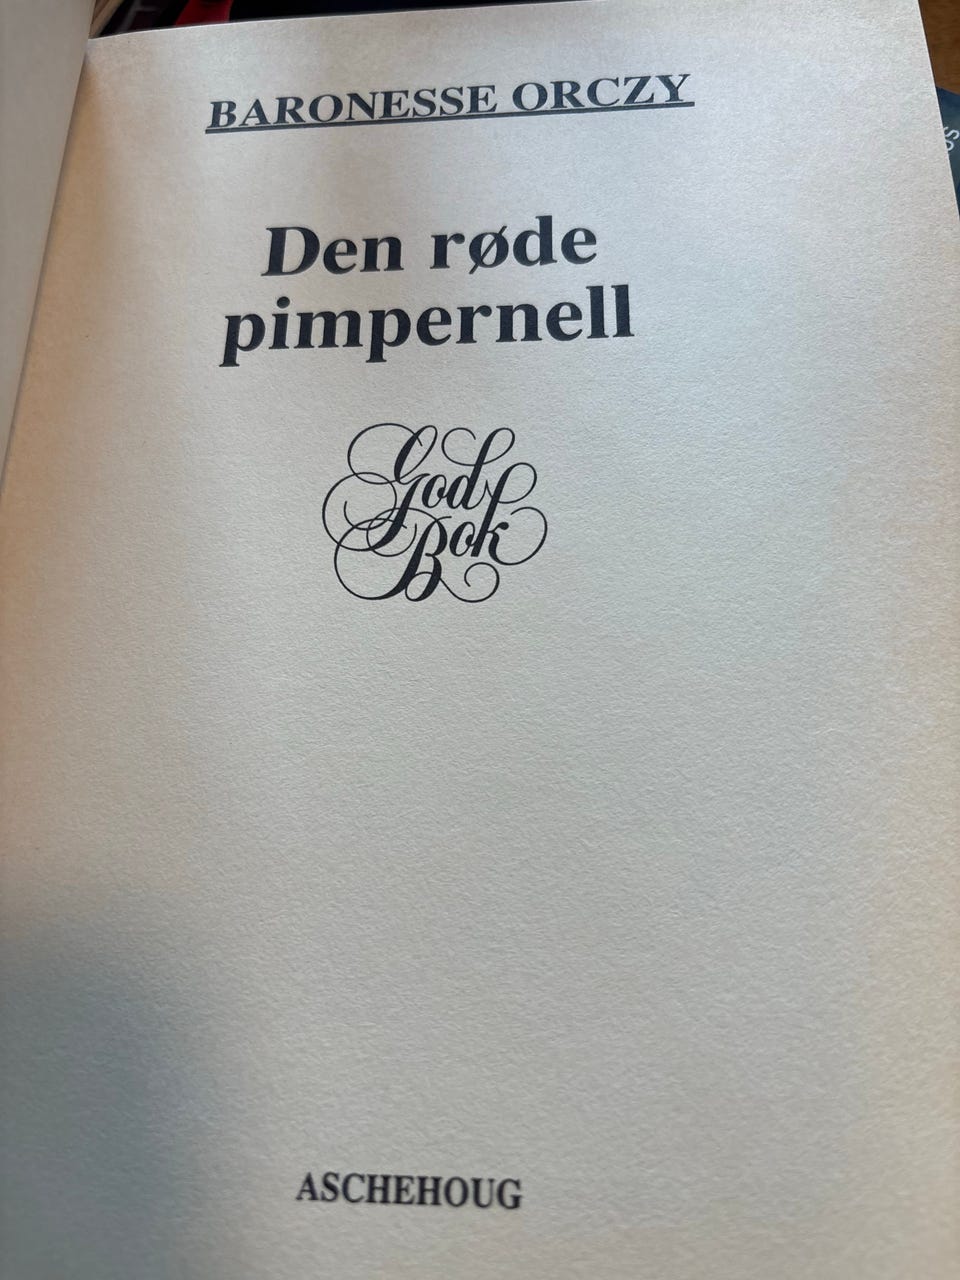 BARONESSE ORCZY
Den røde
pimpernell
God
Bok
ASCHEHOUG